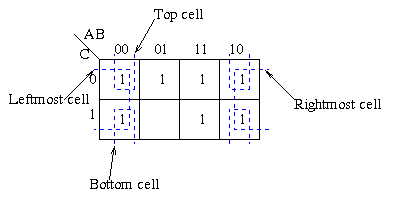 Top cell
AB
C
00 01 11 10
0 1 1 1 1
Leftmost cell
Rightmost cell
1 1 1 1
Bottom cell